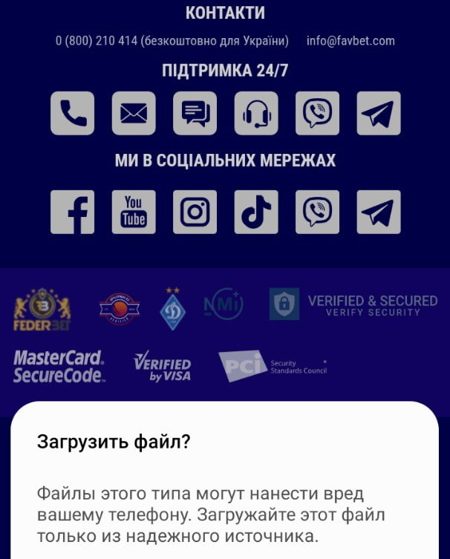 КОНТАКТИ
0 (800) 210 414 (безкоштовно для України) info@favbet.com
ПІДТРИМКА 24/7
МИ В СОЦІАЛЬНИХ МЕРЕЖАХ
You
Tube
FEDERBET
NMi
VERIFIED & SECURED
VERIFY SECURITY
MasterCard
SecureCode
VERIFIED
by VISA
PCI
Security
Standards Council
Загрузить файл?
Файлы этого типа могут нанести вред
вашему телефону. Загружайте этот файл
только из надежного источника.